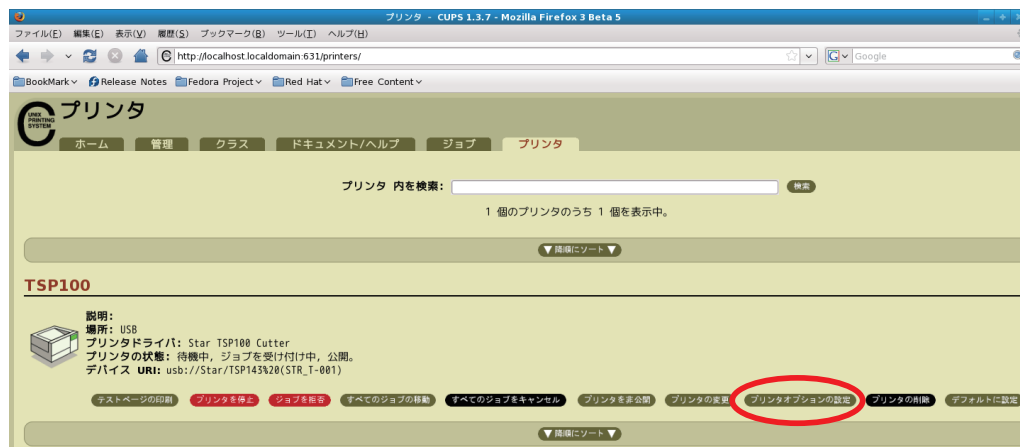 プリンタ - CUPS 1.3.7 - Mozilla Firefox 3 Beta 5
ファイル(F) 編集(E) 表示(V) 履歴(S) ブックマーク(B) ツール(T) ヘルプ(H)
http://localhost.localdomain:631/printers/
Google
BookMark Release Notes Fedora Project Red Hat Free Content
UNIX PRINTING SYSTEM
プリンタ
ホーム 管理 クラス ドキュメント/ヘルプ ジョブ プリンタ
プリンタ 内を検索: 検索
1 個のプリンタのうち 1 個を表示中。
▼ 降順にソート ▼
TSP100
説明:
場所: USB
プリンタドライバ: Star TSP100 Cutter
プリンタの状態: 待機中, ジョブを受け付け中, 公開。
デバイス URI: usb://Star/TSP143%20(STR_T-001)
テストページの印刷 プリンタを停止 ジョブを拒否 すべてのジョブの移動 すべてのジョブをキャンセル プリンタを非公開 プリンタの変更 プリンタオプションの設定 プリンタの削除 デフォルトに設定
▼ 降順にソート ▼